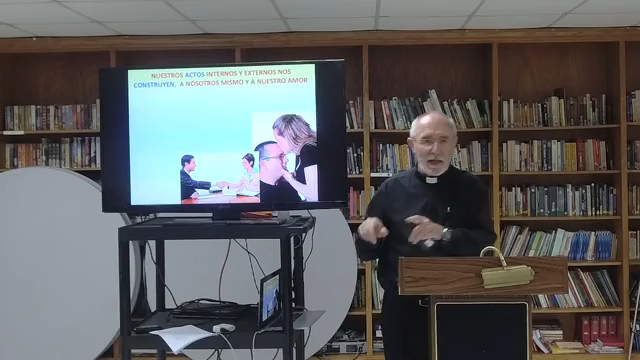 NUESTROS ACTOS INTERNOS Y EXTERNOS NOS
CONSTRUYEN, A NOSOTROS MISMO Y A NUESTRO AMOR